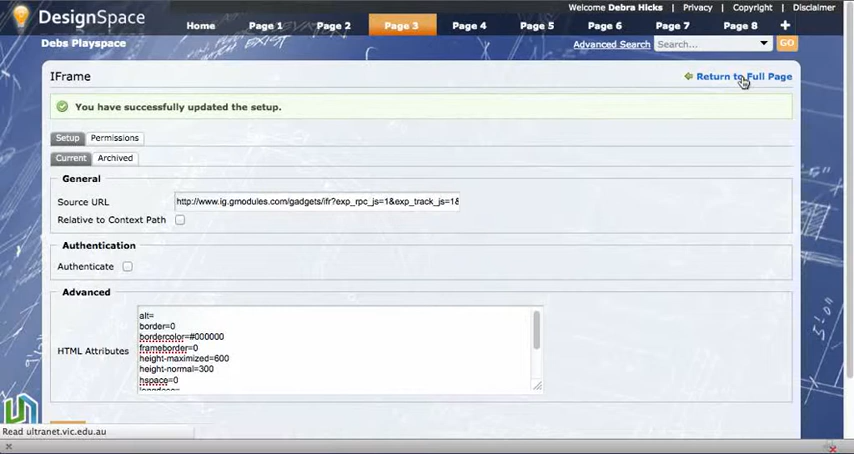 Welcome Debra Hicks | Privacy | Copyright | Disclaimer
DesignSpace
Home Page 1 Page 2 Page 3 Page 4 Page 5 Page 6 Page 7 Page 8 +
Debs Playspace
Advanced Search Search... GO
IFrame
Return to Full Page
You have successfully updated the setup.
Setup Permissions
Current Archived
General
Source URL http://www.ig.gmodules.com/gadgets/ifr?exp_rpc_js=1&exp_track_js=1&
Relative to Context Path
Authentication
Authenticate
Advanced
HTML Attributes
alt=
border=0
bordercolor=#000000
frameborder=0
height-maximized=600
height-normal=300
hspace=0
Read ultranet.vic.edu.au